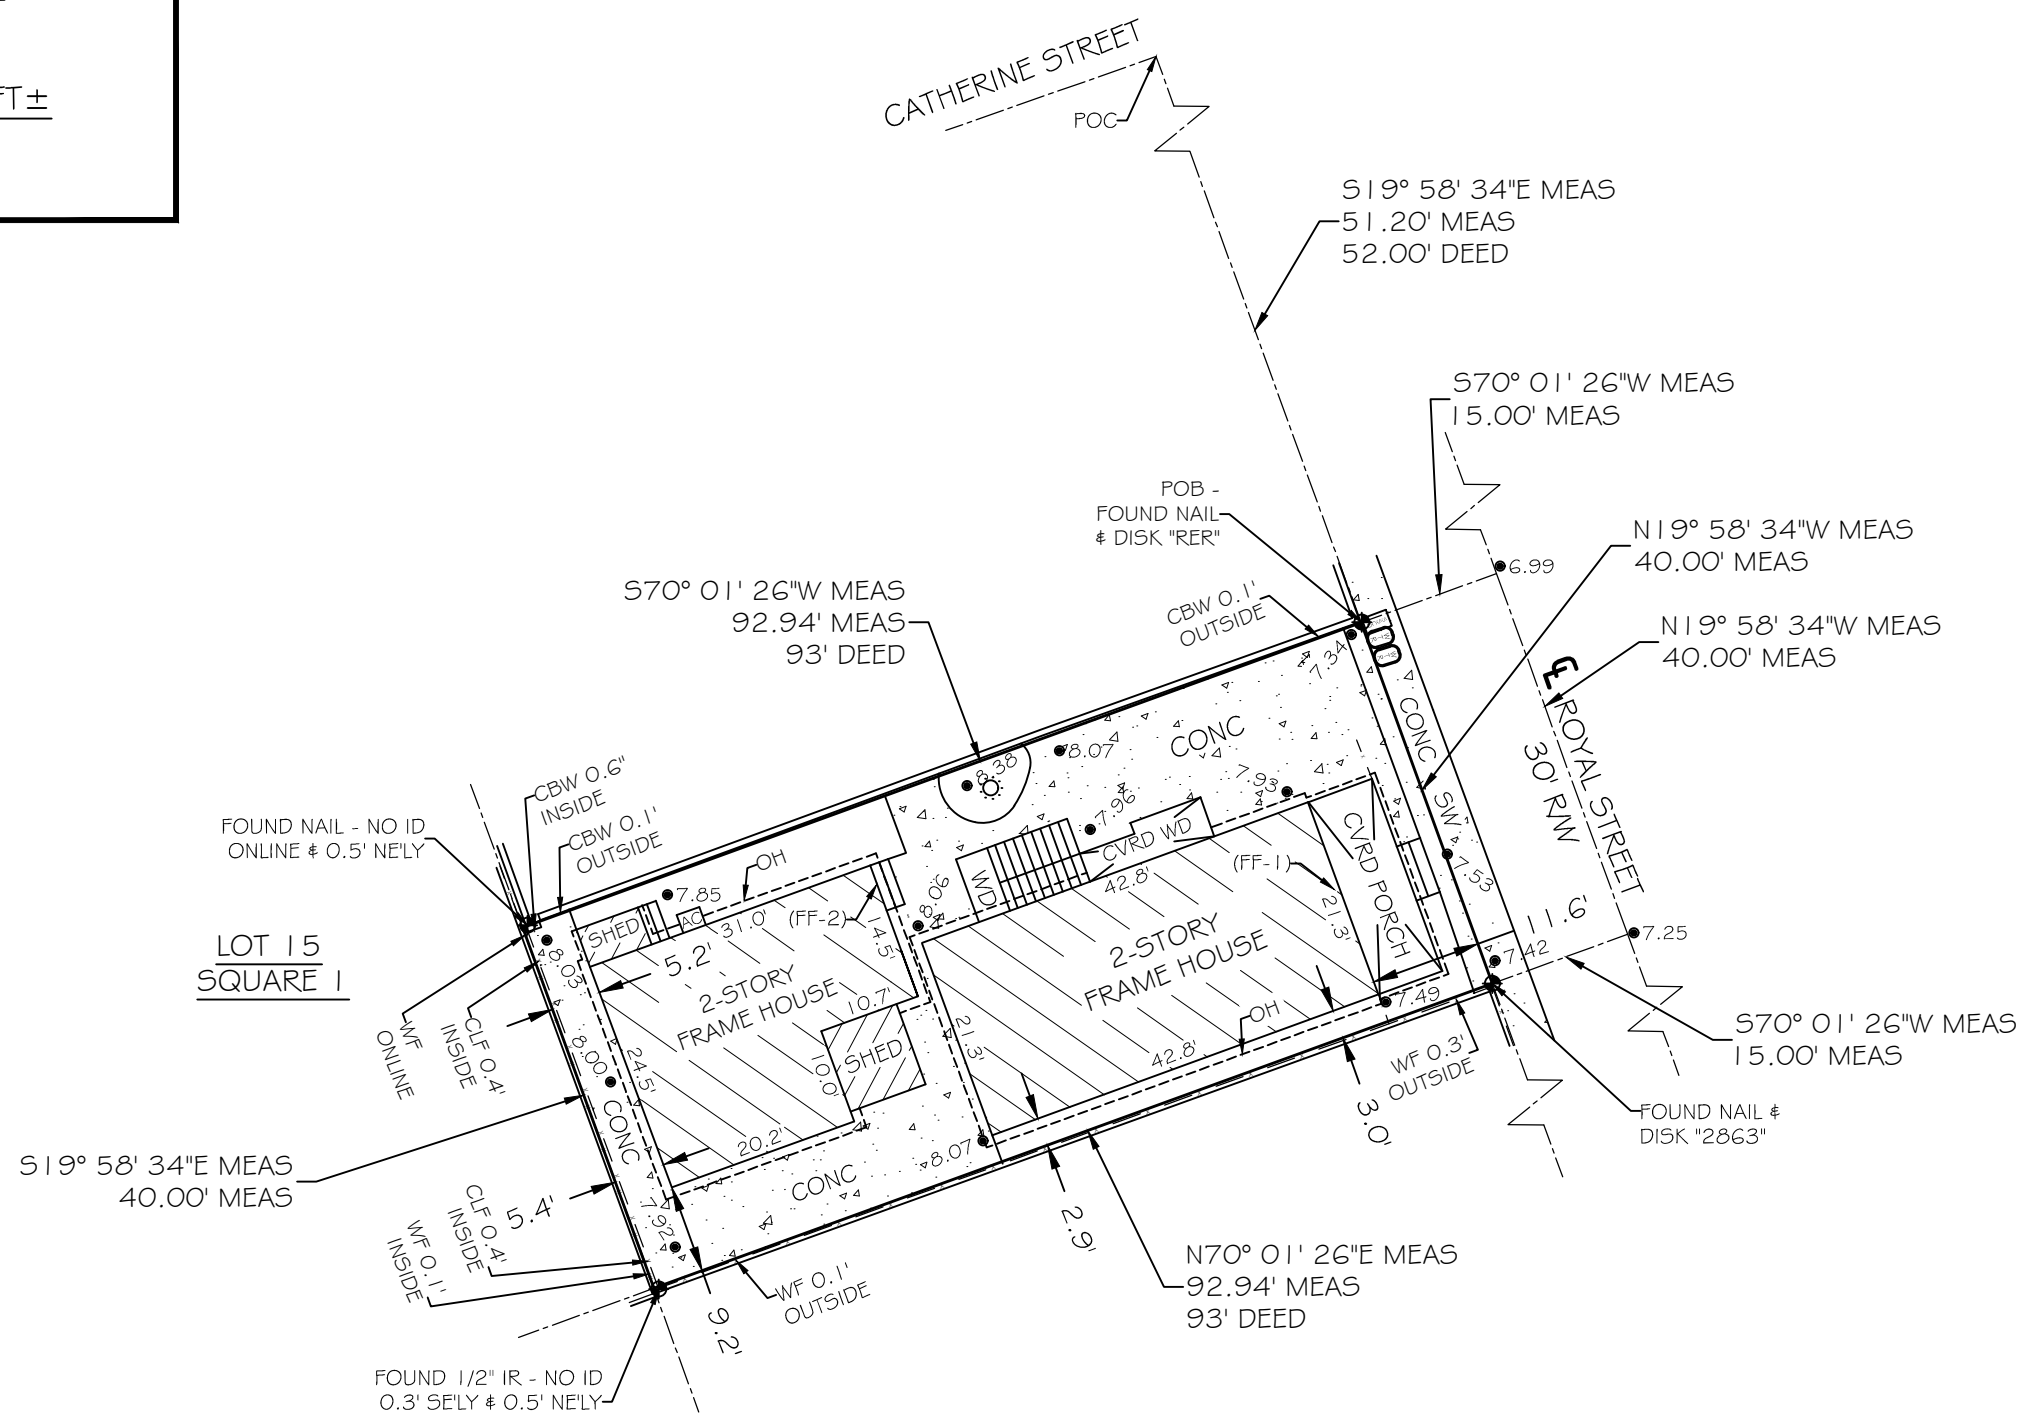 FT±
CATHERINE STREET
POC
S19° 58' 34"E MEAS
51.20' MEAS
52.00' DEED
S70° 01' 26"W MEAS
15.00' MEAS
POB -
FOUND NAIL
& DISK "RER"
6.99
N19° 58' 34"W MEAS
40.00' MEAS
N19° 58' 34"W MEAS
40.00' MEAS
S70° 01' 26"W MEAS
92.94' MEAS
93' DEED
CBW 0.1'
OUTSIDE
7.34
CONC
CONC
SW
℄ ROYAL STREET
30' R/W
8.38
8.07
7.93
7.96
CBW 0.6"
INSIDE
CBW 0.1'
OUTSIDE
FOUND NAIL - NO ID
ONLINE & 0.5' NE'LY
OH
7.85
AC
SHED
31.0'
(FF-2)
14.5'
8.06
WD
CVRD WD
42.8'
(FF-1)
21.3'
CVRD PORCH
7.53
11.6'
7.25
7.42
LOT 15
SQUARE 1
8.03
5.2'
2-STORY
FRAME HOUSE
2-STORY
FRAME HOUSE
10.7'
SHED
10.0'
21.3'
42.8'
OH
7.49
WF
ONLINE
CLF 0.4'
INSIDE
8.00
24.5'
CONC
20.2'
WF 0.3'
OUTSIDE
3.0'
S70° 01' 26"W MEAS
15.00' MEAS
FOUND NAIL &
DISK "2863"
S19° 58' 34"E MEAS
40.00' MEAS
8.07
CONC
5.4'
CLF 0.4'
INSIDE
WF 0.1'
INSIDE
7.92
2.9'
N70° 01' 26"E MEAS
92.94' MEAS
93' DEED
WF 0.1'
OUTSIDE
9.2'
FOUND 1/2" IR - NO ID
0.3' SE'LY & 0.5' NE'LY